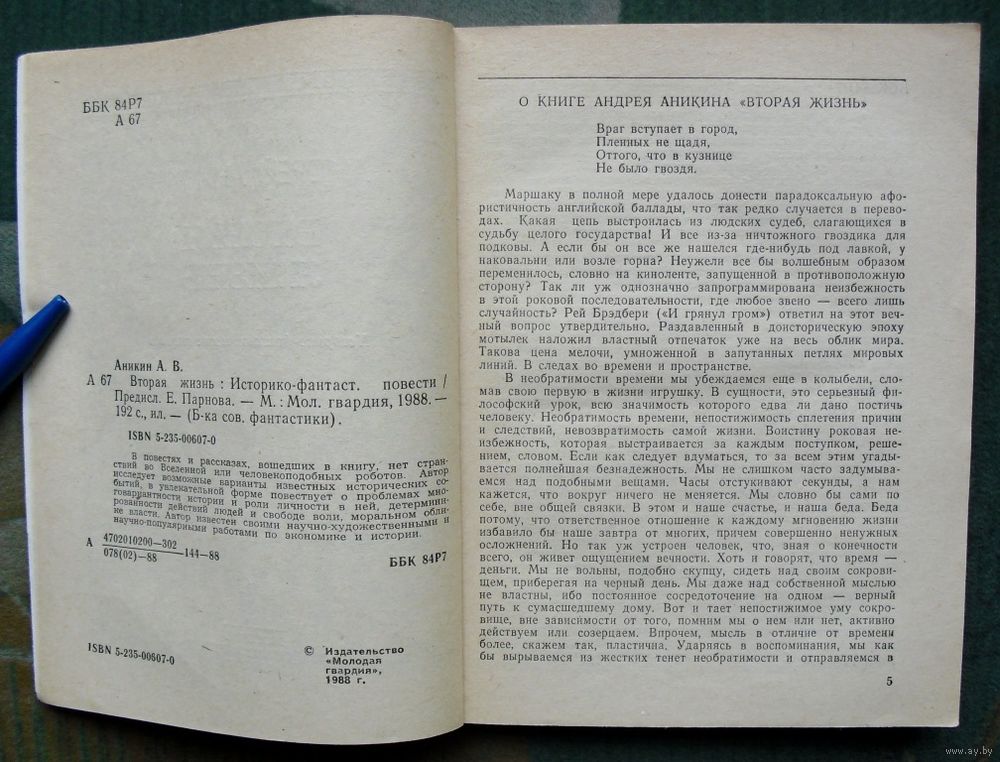 ББК 84Р7
А 67
Аникин А. В.
А 67 Вторая жизнь : Историко-фантаст. повести /
Предисл. Е. Парнова. — М. : Мол. гвардия, 1988. —
192 с., ил. — (Б-ка сов. фантастики).
ISBN 5-235-00607-0
В повестях и рассказах, вошедших в книгу, нет стран-
ствий во Вселенной или человекоподобных роботов. Автор
исследует возможные варианты известных исторических со-
бытий, в увлекательной форме повествует о проблемах мно-
говариантности истории и роли личности в ней, детермини-
рованности действий людей и свободе воли, моральном обли-
ке власти. Автор известен своими научно-художественными и
научно-популярными работами по экономике и истории.
А 4702010200—302
078(02)—88 —144—88
ББК 84Р7
ISBN 5-235-00607-0
© Издательство
«Молодая
гвардия»,
1988 г.
О КНИГЕ АНДРЕЯ АНИКИНА «ВТОРАЯ ЖИЗНЬ»
Враг вступает в город,
Пленных не щадя,
Оттого, что в кузнице
Не было гвоздя.
Маршаку в полной мере удалось донести парадоксальную афо-
ристичность английской баллады, что так редко случается в перево-
дах. Какая цепь выстроилась из людских судеб, слагающихся в
судьбу целого государства! И все из-за ничтожного гвоздика для
подковы. А если бы он все же нашелся где-нибудь под лавкой, у
наковальни или возле горна? Неужели все бы волшебным образом
переменилось, словно на киноленте, запущенной в противоположную
сторону? Так ли уж однозначно запрограммирована неизбежность
в этой роковой последовательности, где любое звено — всего лишь
случайность? Рей Брэдбери («И грянул гром») ответил на этот веч-
ный вопрос утвердительно. Раздавленный в доисторическую эпоху
мотылек наложил властный отпечаток уже на весь облик мира.
Такова цена мелочи, умноженной в запутанных петлях мировых
линий. В следах во времени и пространстве.
В необратимости времени мы убеждаемся еще в колыбели, сло-
мав свою первую в жизни игрушку. В сущности, это серьезный фи-
лософский урок, всю значимость которого едва ли дано постичь
человеку. Необратимость времени, непостижимость сплетения причин
и следствий, невозвратимость самой жизни. Воистину роковая не-
избежность, которая выстраивается за каждым поступком, реше-
нием, словом. Если как следует вдуматься, то за всем этим угады-
вается полнейшая безнадежность. Мы не слишком часто задумыва-
емся над подобными вещами. Часы отстукивают секунды, а нам
кажется, что вокруг ничего не меняется. Мы словно бы сами по
себе, вне общей связки. В этом и наше счастье, и наша беда. Беда
потому, что ответственное отношение к каждому мгновению жизни
избавило бы наше завтра от многих, причем совершенно ненужных
осложнений. Но так уж устроен человек, что, зная о конечности
всего, он живет ощущением вечности. Хоть и говорят, что время —
деньги. Мы не вольны, подобно скупцу, сидеть над своим сокрови-
щем, приберегая на черный день. Мы даже над собственной мыслью
не властны, ибо постоянное сосредоточение на одном — верный
путь к сумасшедшему дому. Вот и тает непостижимое уму сокро-
вище, вне зависимости от того, помним мы о нем или нет, активно
действуем или созерцаем. Впрочем, мысль в отличие от времени
более, скажем так, пластична. Ударяясь в воспоминания, мы как
бы вырываемся из жестких тенет необратимости и отправляемся в
5
www.ay.by